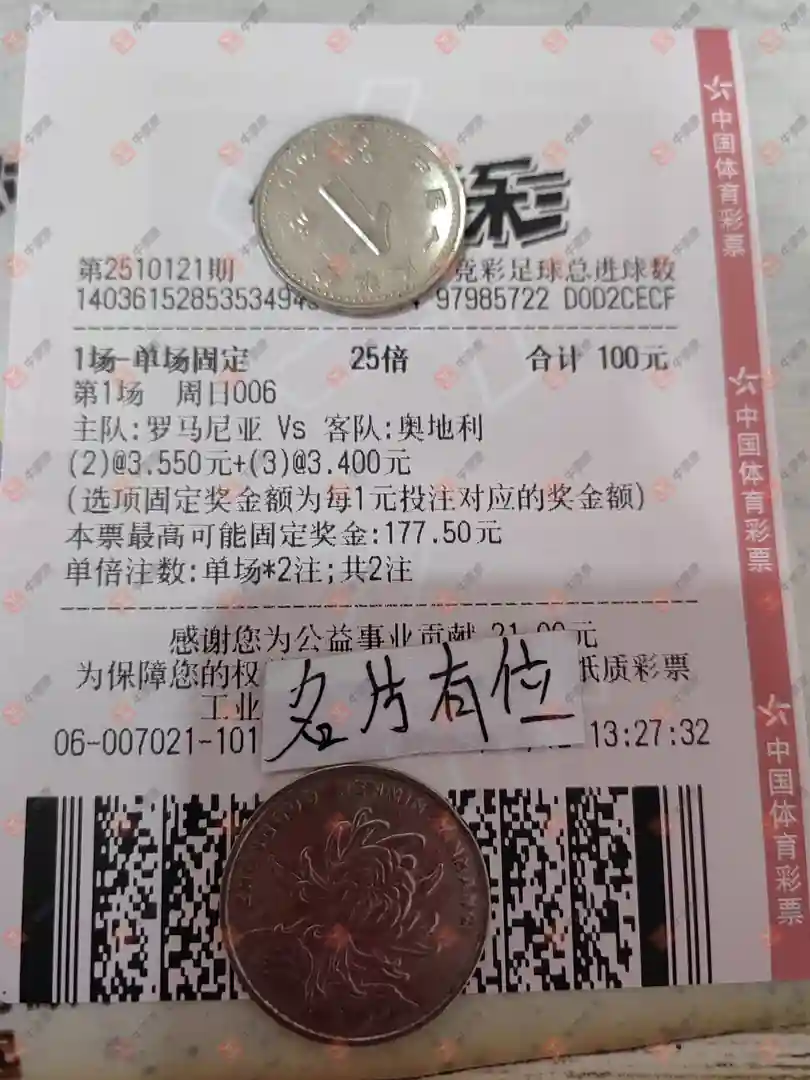 彩
第2510121期 竞彩足球总进球数
14036152853534949 97985722 D0D2CECF
1场-单场固定 25倍 合计 100元
第1场 周日006
主队:罗马尼亚 Vs 客队:奥地利
(2)@3.550元+(3)@3.400元
(选项固定奖金额为每1元投注对应的奖金额)
本票最高可能固定奖金:177.50元
单倍注数:单场*2注;共2注
感谢您为公益事业贡献 21.00元
为保障您的权 纸质彩票
工业
名片有位
06-007021-101 13:27:32
中国体育彩票
中国体育彩票
中国体育彩票